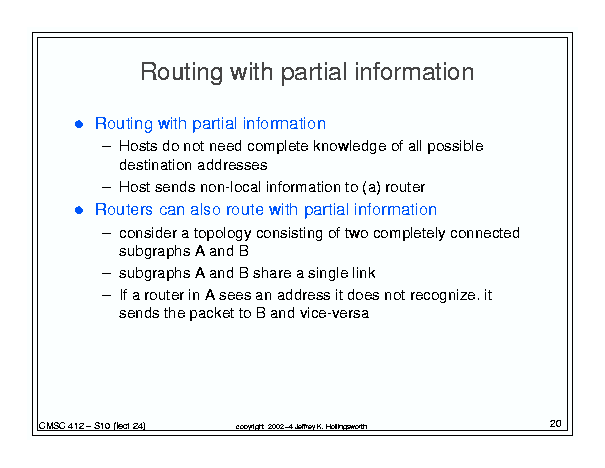 Routing with partial information
● Routing with partial information
– Hosts do not need complete knowledge of all possible
destination addresses
– Host sends non-local information to (a) router
● Routers can also route with partial information
– consider a topology consisting of two completely connected
subgraphs A and B
– subgraphs A and B share a single link
– If a router in A sees an address it does not recognize. it
sends the packet to B and vice-versa
CMSC 412 – S10 (lect 24)
copyright 2002-4 Jeffrey K. Hollingsworth
20